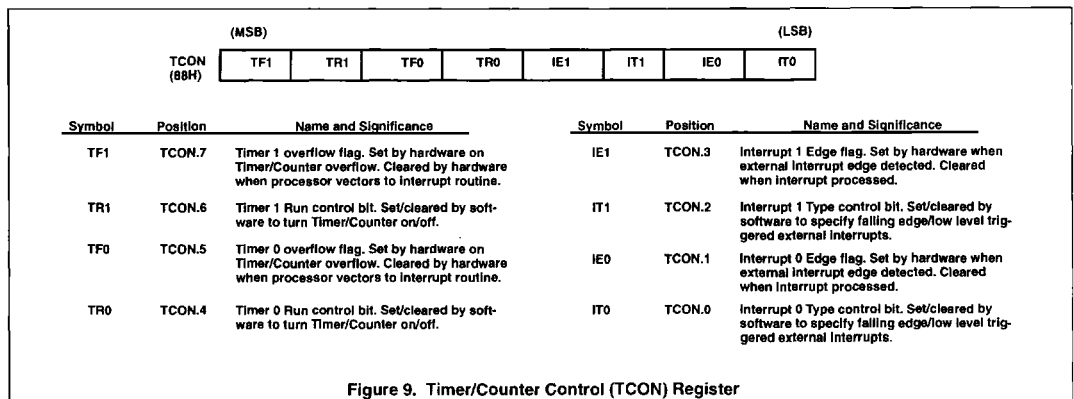 (MSB) (LSB)
TCON TF1 TR1 TF0 TR0 IE1 IT1 IE0 IT0
(88H)
Symbol Position Name and Significance
TF1 TCON.7 Timer 1 overflow flag. Set by hardware on
Timer/Counter overflow. Cleared by hardware
when processor vectors to interrupt routine.
TR1 TCON.6 Timer 1 Run control bit. Set/cleared by soft-
ware to turn Timer/Counter on/off.
TF0 TCON.5 Timer 0 overflow flag. Set by hardware on
Timer/Counter overflow. Cleared by hardware
when processor vectors to interrupt routine.
TR0 TCON.4 Timer 0 Run control bit. Set/cleared by soft-
ware to turn Timer/Counter on/off.
Symbol Position Name and Significance
IE1 TCON.3 Interrupt 1 Edge flag. Set by hardware when
external interrupt edge detected. Cleared
when interrupt processed.
IT1 TCON.2 Interrupt 1 Type control bit. Set/cleared by
software to specify falling edge/low level trig-
gered external interrupts.
IE0 TCON.1 Interrupt 0 Edge flag. Set by hardware when
external interrupt edge detected. Cleared
when interrupt processed.
IT0 TCON.0 Interrupt 0 Type control bit. Set/cleared by
software to specify falling edge/low level trig-
gered external interrupts.
Figure 9. Timer/Counter Control (TCON) Register